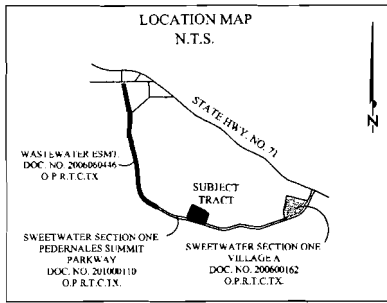 LOCATION MAP
N.T.S.
STATE HWY. NO. 71
N
WASTEWATER ESMT.
DOC. NO. 2006060446
O.P.R.T.C.TX
SUBJECT
TRACT
SWEETWATER SECTION ONE
PEDERNALES SUMMIT
PARKWAY
DOC. NO. 201000110
O.P.R.T.C.TX.
SWEETWATER SECTION ONE
VILLAGE A
DOC. NO. 200600162
O.P.R.T.C.TX.